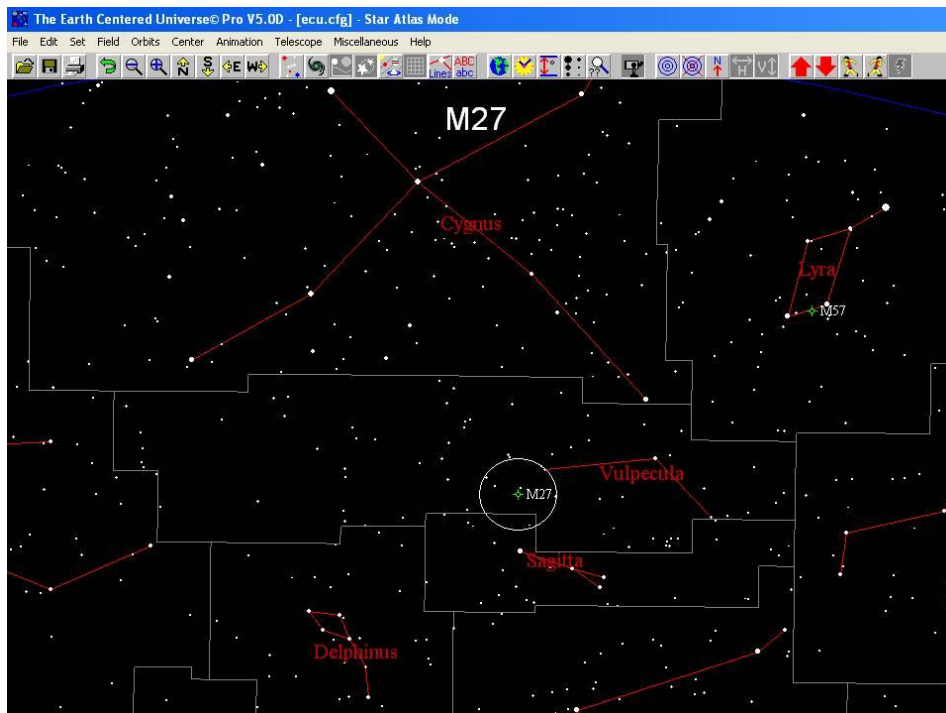 The Earth Centered Universe© Pro V5.0D - [ecu.cfg] - Star Atlas Mode
File Edit Set Field Orbits Center Animation Telescope Miscellaneous Help
N S E W Lines ABC abc ?? N H V
M27
Cygnus
Lyra
M57
Vulpecula
M27
Sagitta
Delphinus